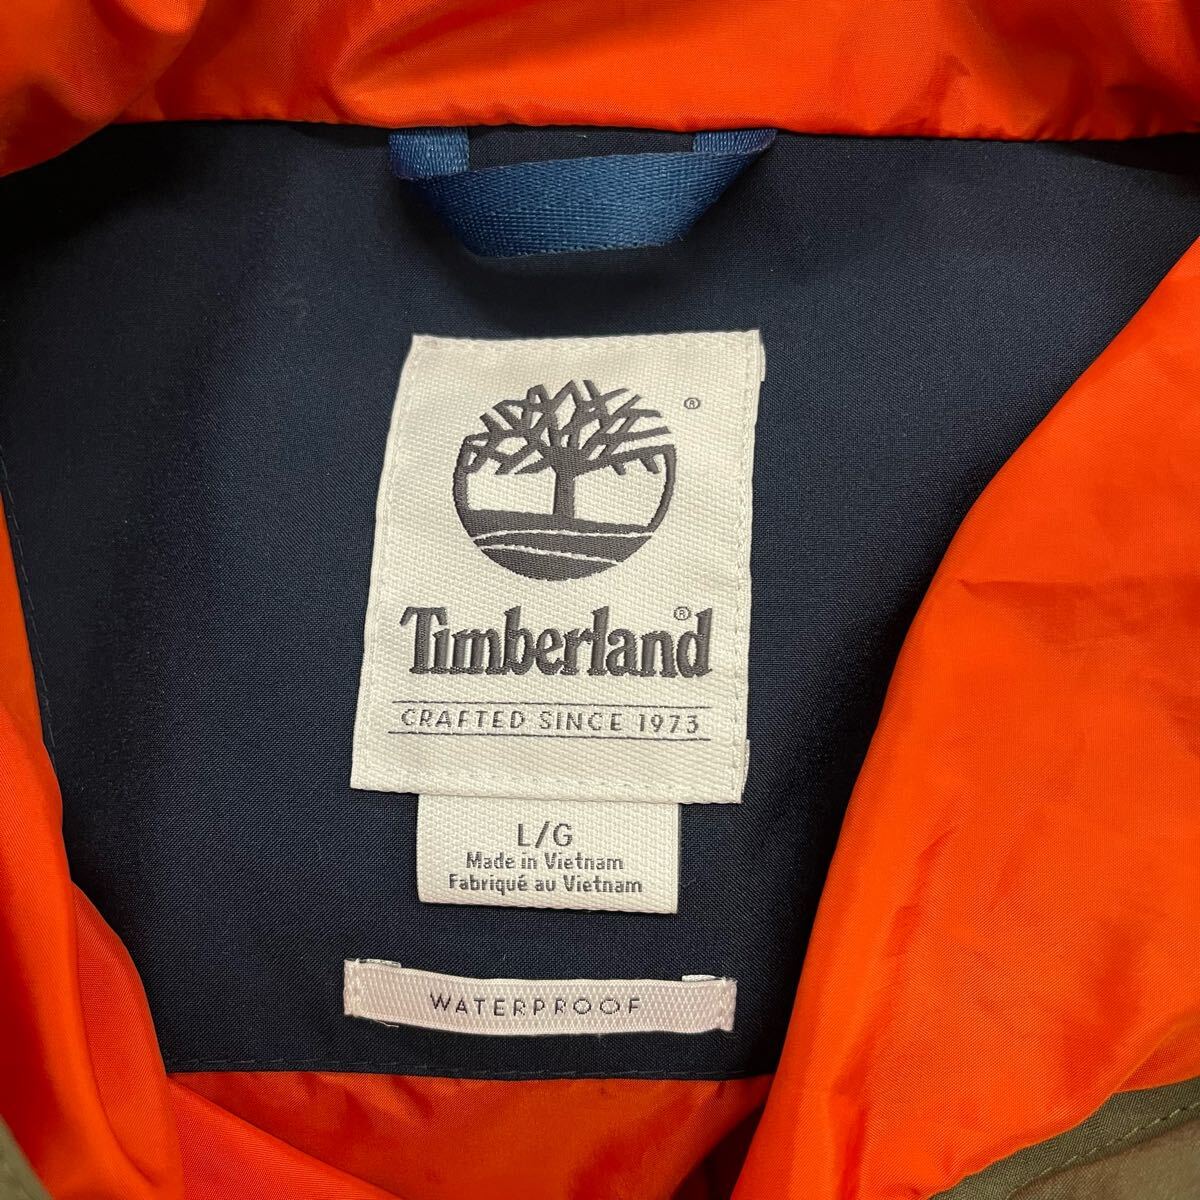 ®
Timberland®
CRAFTED SINCE 1973
L/G
Made in Vietnam
Fabriqué au Vietnam
WATERPROOF